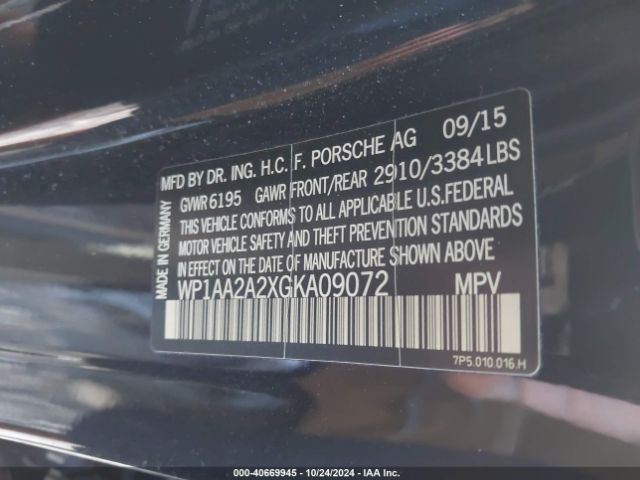 MFD BY DR. ING. H.C. F. PORSCHE AG 09/15
GVWR 6195 GAWR FRONT/REAR 2910/3384LBS
THIS VEHICLE CONFORMS TO ALL APPLICABLE U.S.FEDERAL
MOTOR VEHICLE SAFETY AND THEFT PREVENTION STANDARDS
IN EFFECT ON THE DATE OF MANUFACTURE SHOWN ABOVE
WP1AA2A2XGKA09072 MPV
MADE IN GERMANY
7P5.010.016.H
000-40669945 - 10/24/2024 - IAA Inc.